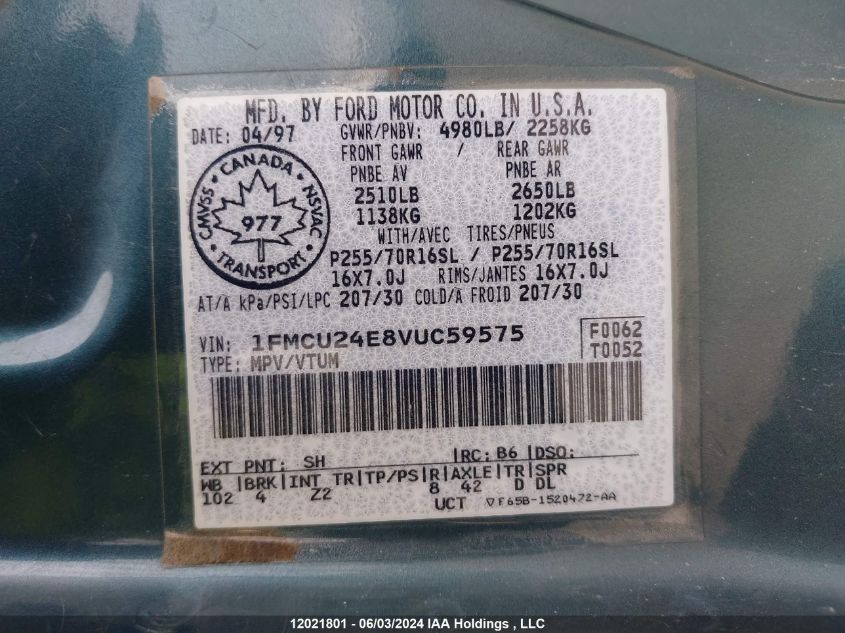 MFD. BY FORD MOTOR CO. IN U.S.A.
DATE: 04/97 GVWR/PNBV: 4980LB/ 2258KG
FRONT GAWR / REAR GAWR
PNBE AV PNBE AR
2510LB 2650LB
1138KG 1202KG
WITH/AVEC TIRES/PNEUS
P255/70R16SL / P255/70R16SL
16X7.0J RIMS/JANTES 16X7.0J
AT/A kPa/PSI/LPC 207/30 COLD/A FROID 207/30
CANADA
CMVSS NSVAC
977
TRANSPORT
VIN: 1FMCU24E8VUC59575 F0062
TYPE: MPV/VTUM T0052
EXT PNT: SH |RC: B6 |DSO:
WB |BRK|INT TR|TP/PS|R|AXLE|TR|SPR
102 4 Z2 8 42 D DL
UCT ▽F65B-1520472-AA
12021801 - 06/03/2024 IAA Holdings , LLC